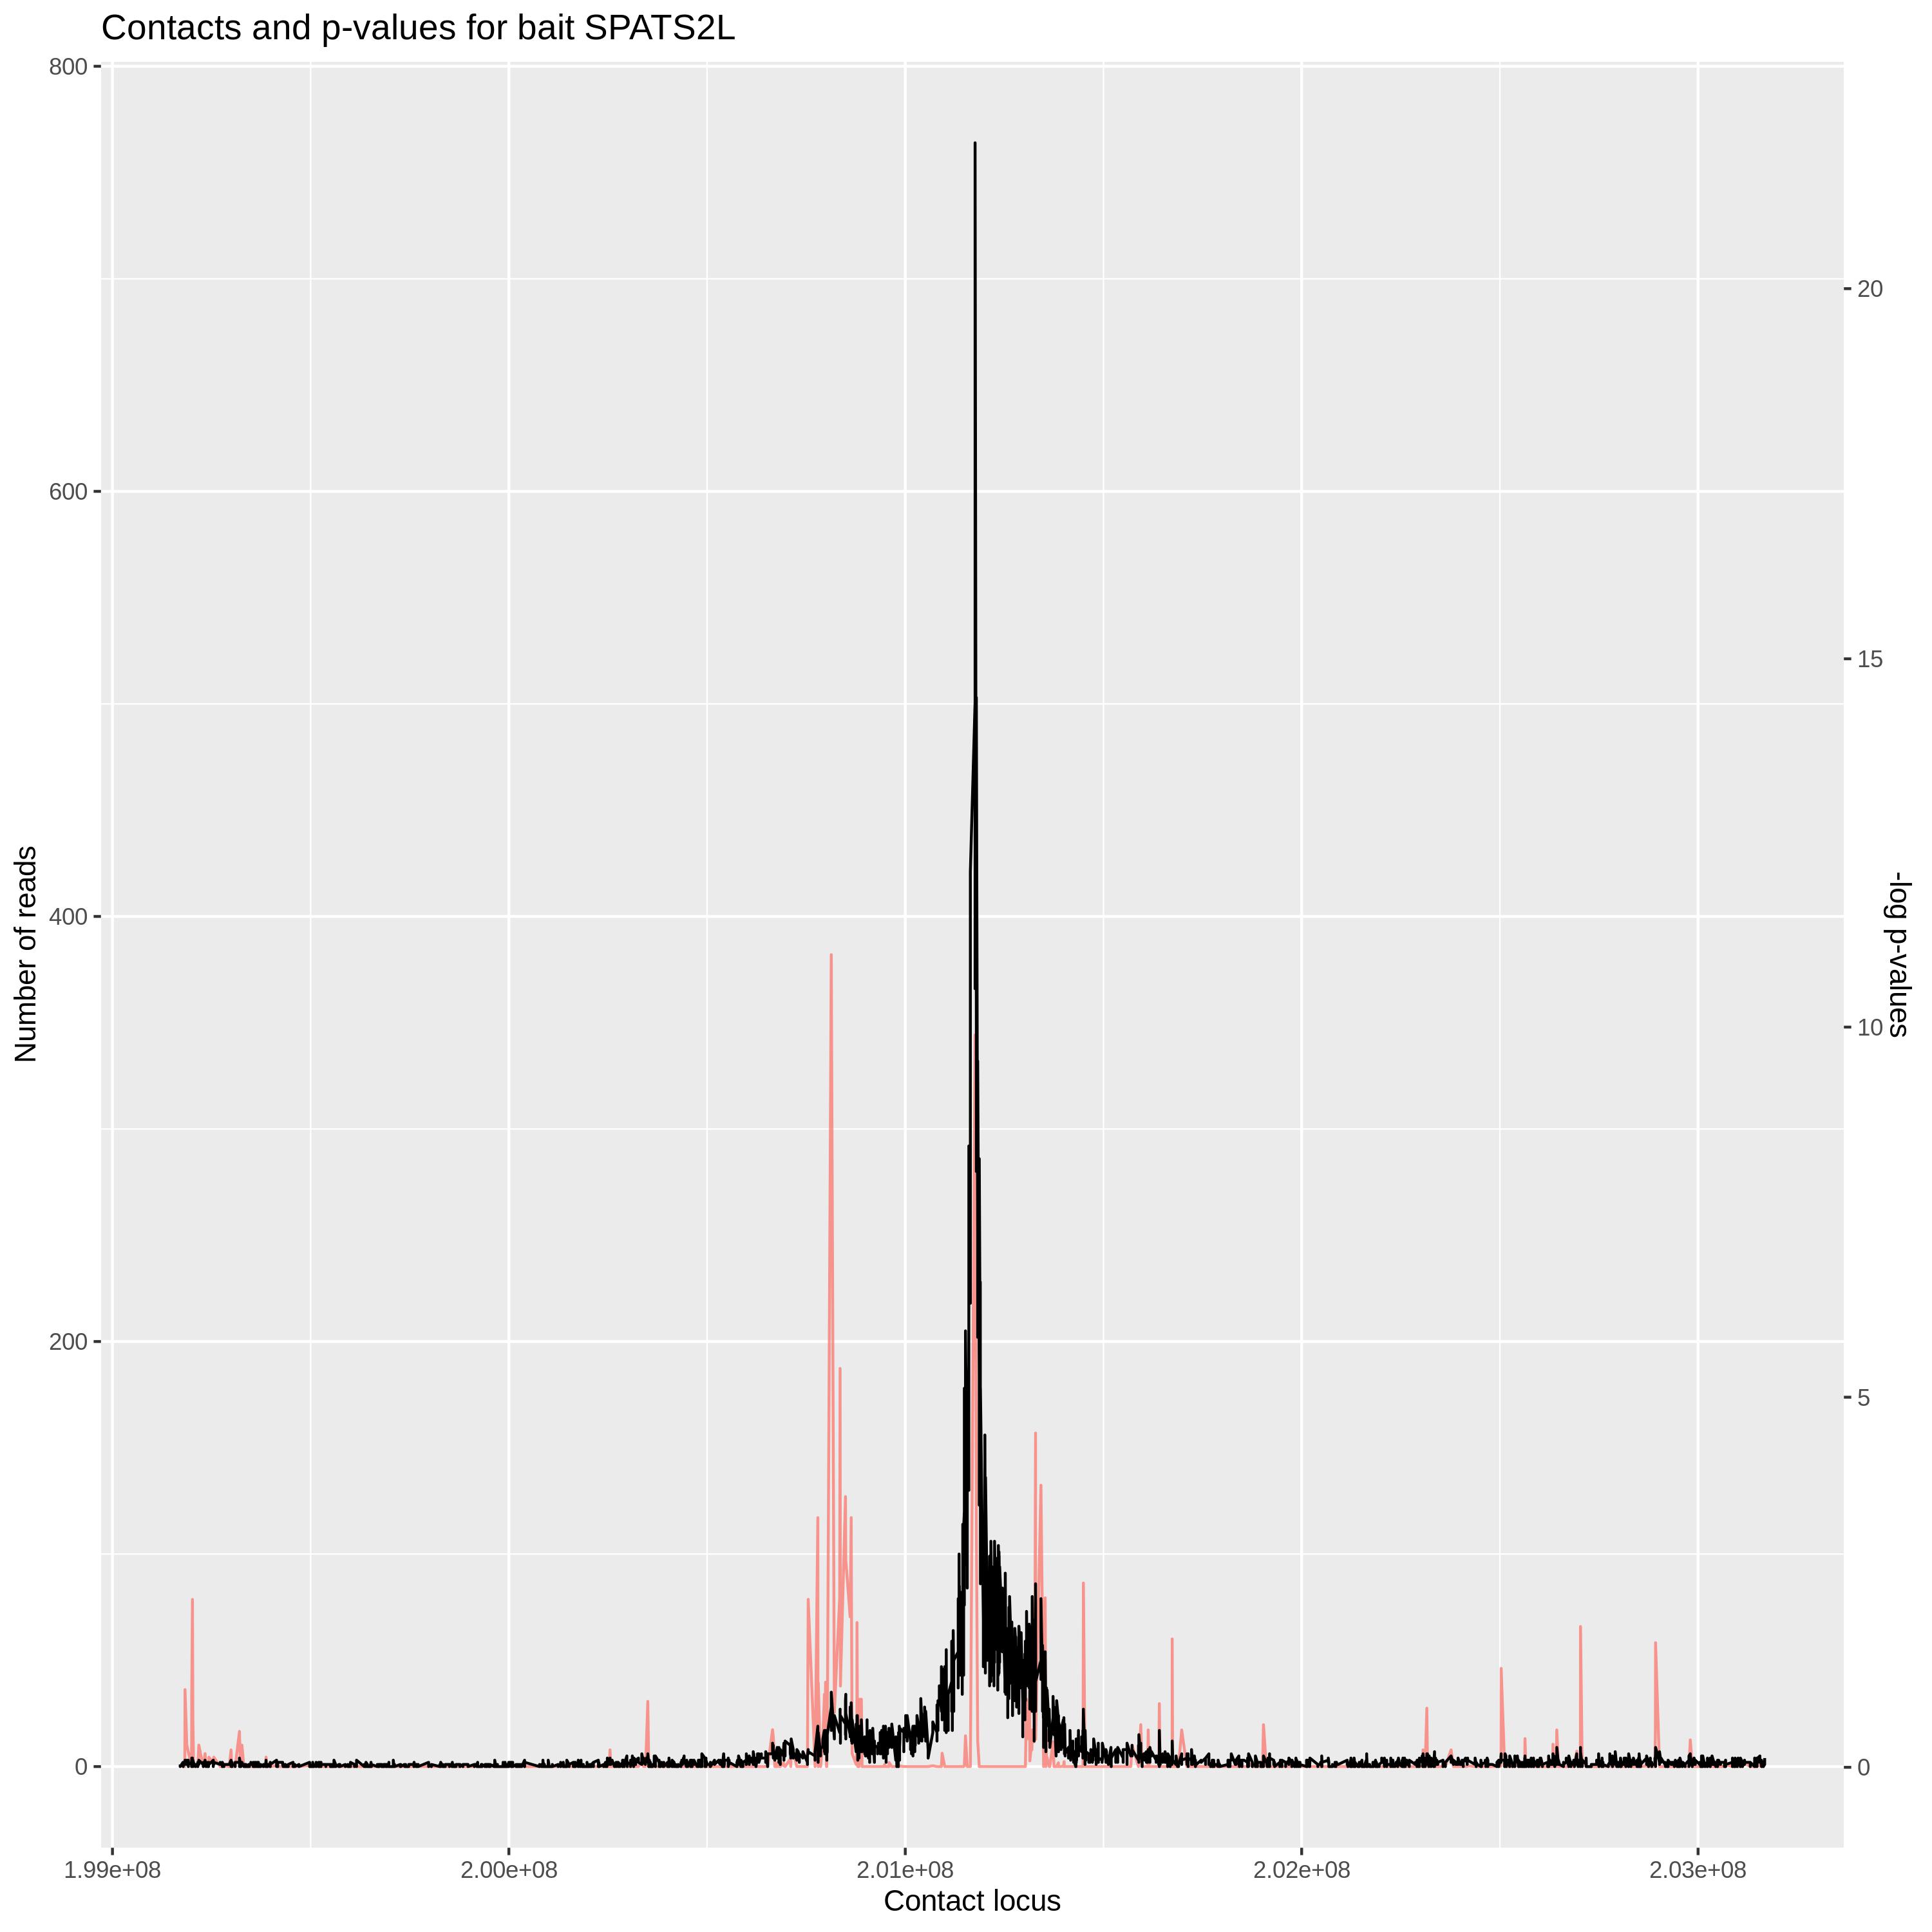 Contacts and p-values for bait SPATS2L
800
600
400
200
0
Number of reads
20
15
10
5
0
-log p-values
1.99e+08
2.00e+08
2.01e+08
2.02e+08
2.03e+08
Contact locus